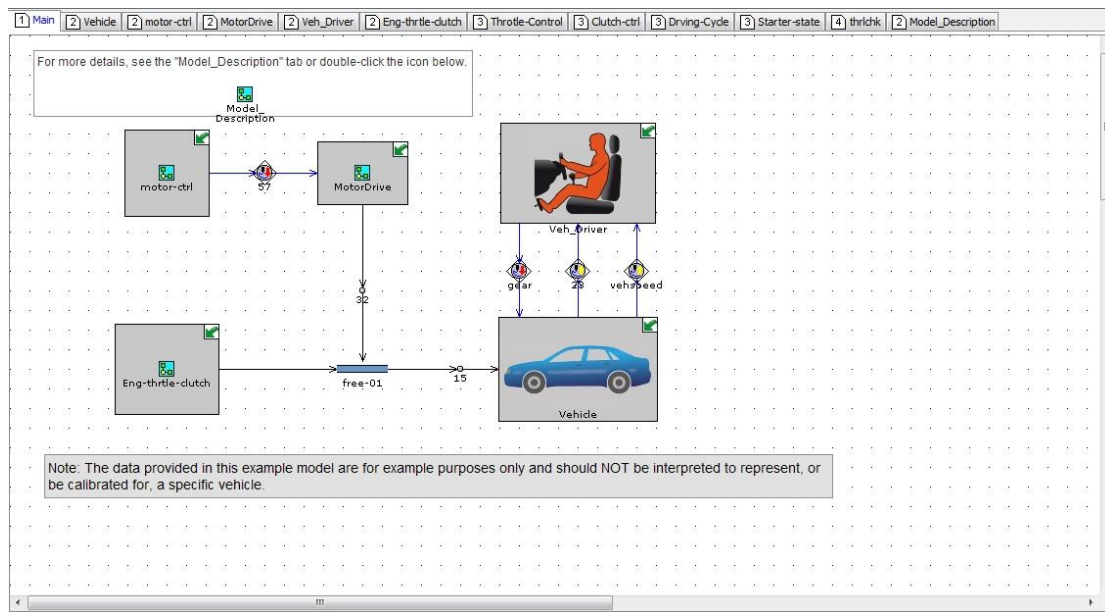 1 Main 2 Vehicle 2 motor-ctrl 2 MotorDrive 2 Veh_Driver 2 Eng-thrtle-clutch 3 Throtle-Control 3 Clutch-ctrl 3 Drving-Cycle 3 Starter-state 4 thrlchk 2 Model_Description
For more details, see the "Model_Description" tab or double-click the icon below.
Model_
Description
motor-ctrl
57
MotorDrive
Veh_Driver
gear
28
vehspeed
32
Eng-thrtle-clutch
free-01
15
Vehicle
Note: The data provided in this example model are for example purposes only and should NOT be interpreted to represent, or
be calibrated for, a specific vehicle.